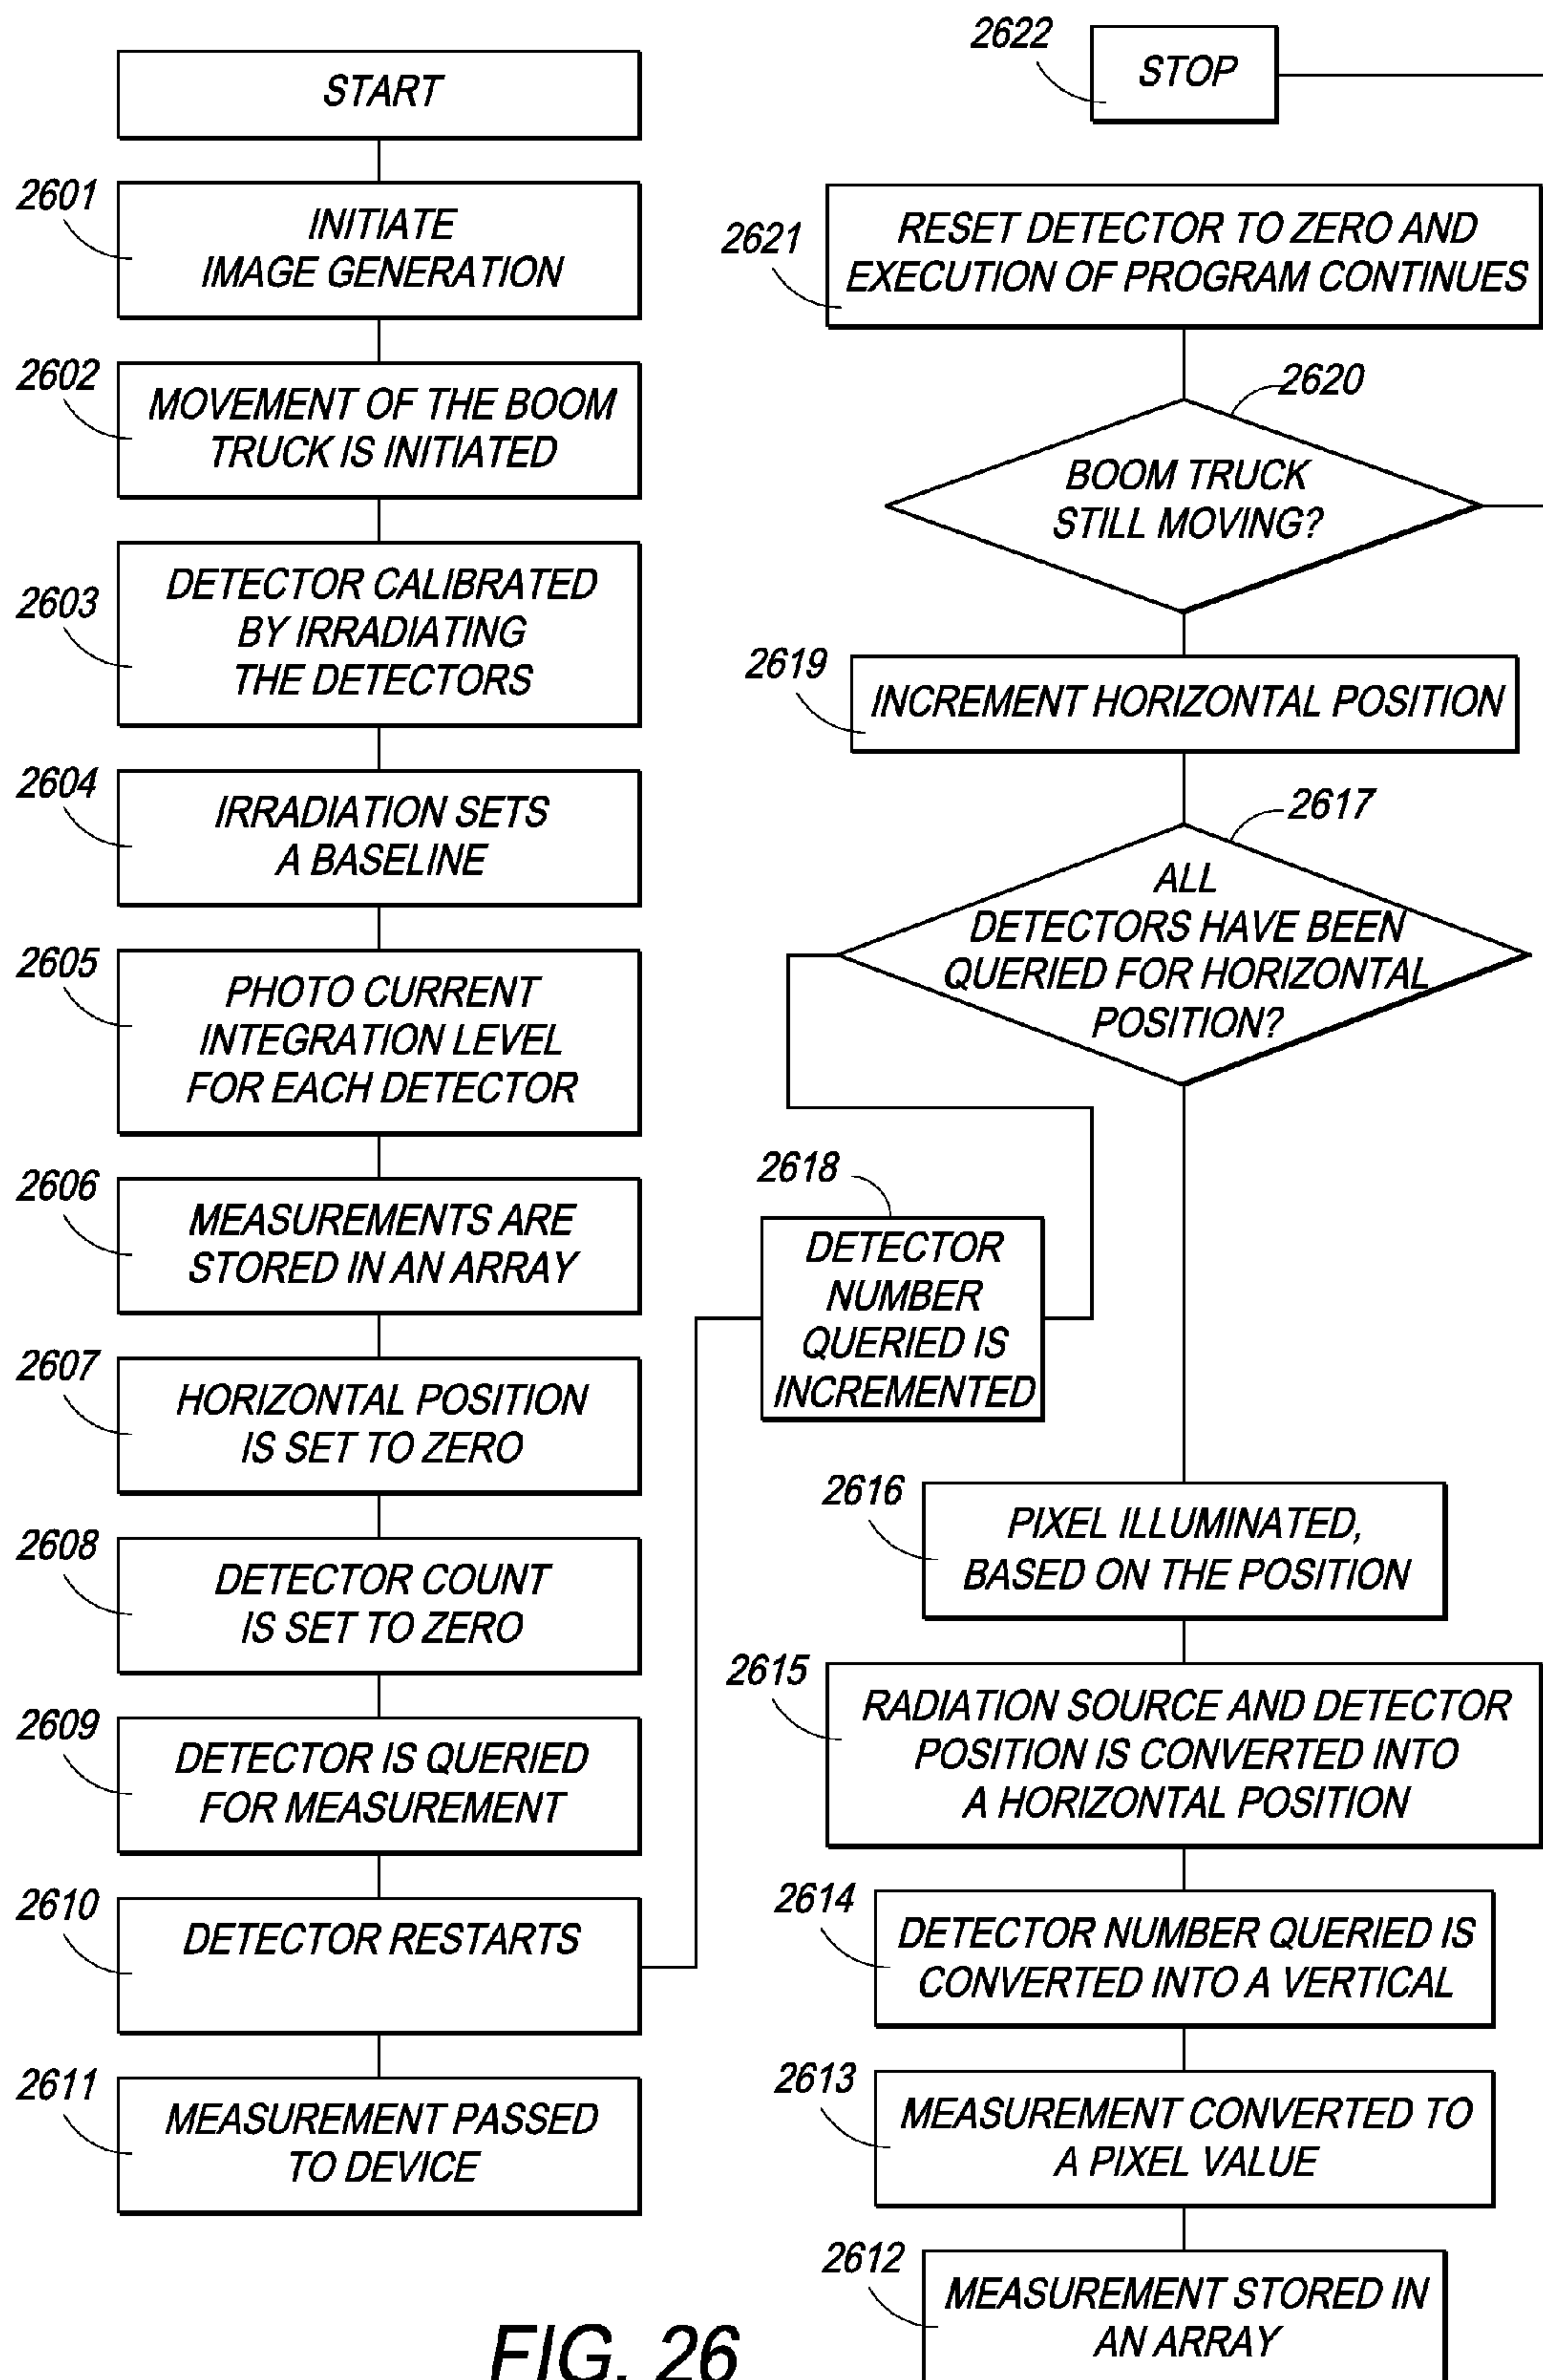 START
2601
INITIATE
IMAGE GENERATION
2602
MOVEMENT OF THE BOOM
TRUCK IS INITIATED
2603
DETECTOR CALIBRATED
BY IRRADIATING
THE DETECTORS
2604
IRRADIATION SETS
A BASELINE
2605
PHOTO CURRENT
INTEGRATION LEVEL
FOR EACH DETECTOR
2606
MEASUREMENTS ARE
STORED IN AN ARRAY
2607
HORIZONTAL POSITION
IS SET TO ZERO
2608
DETECTOR COUNT
IS SET TO ZERO
2609
DETECTOR IS QUERIED
FOR MEASUREMENT
2610
DETECTOR RESTARTS
2611
MEASUREMENT PASSED
TO DEVICE
2622
STOP
2621
RESET DETECTOR TO ZERO AND
EXECUTION OF PROGRAM CONTINUES
2620
BOOM TRUCK
STILL MOVING?
2619
INCREMENT HORIZONTAL POSITION
2617
ALL
DETECTORS HAVE BEEN
QUERIED FOR HORIZONTAL
POSITION?
2618
DETECTOR
NUMBER
QUERIED IS
INCREMENTED
2616
PIXEL ILLUMINATED,
BASED ON THE POSITION
2615
RADIATION SOURCE AND DETECTOR
POSITION IS CONVERTED INTO
A HORIZONTAL POSITION
2614
DETECTOR NUMBER QUERIED IS
CONVERTED INTO A VERTICAL
2613
MEASUREMENT CONVERTED TO
A PIXEL VALUE
2612
MEASUREMENT STORED IN
AN ARRAY
FIG. 26